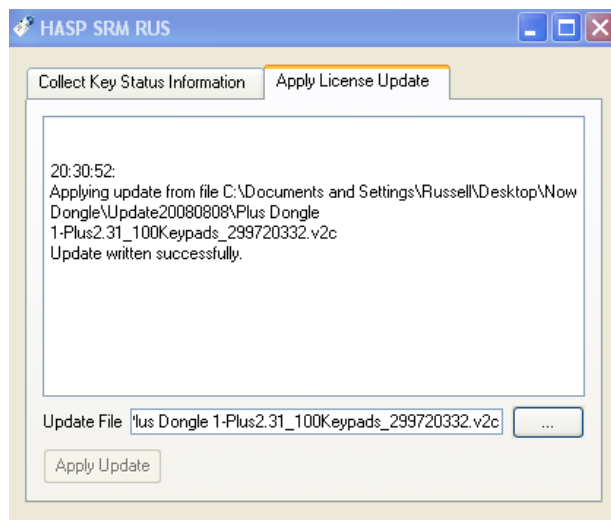 HASP SRM RUS
Collect Key Status Information
Apply License Update
20:30:52:
Applying update from file C:\Documents and Settings\Russell\Desktop\Now
Dongle\Update20080808\Plus Dongle
1-Plus2.31_100Keypads_299720332.v2c
Update written successfully.
Update File 'lus Dongle 1-Plus2.31_100Keypads_299720332.v2c ...
Apply Update